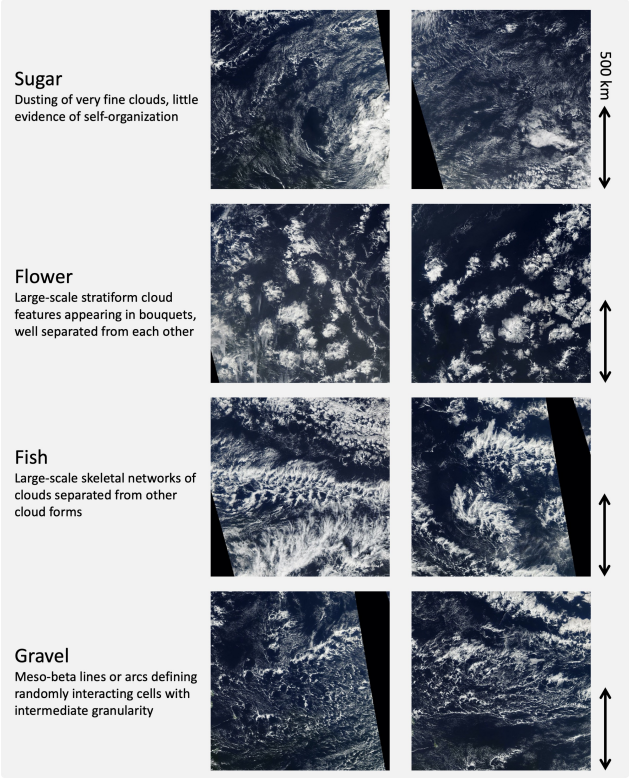 Sugar
Dusting of very fine clouds, little
evidence of self-organization
500 km
Flower
Large-scale stratiform cloud
features appearing in bouquets,
well separated from each other
Fish
Large-scale skeletal networks of
clouds separated from other
cloud forms
Gravel
Meso-beta lines or arcs defining
randomly interacting cells with
intermediate granularity